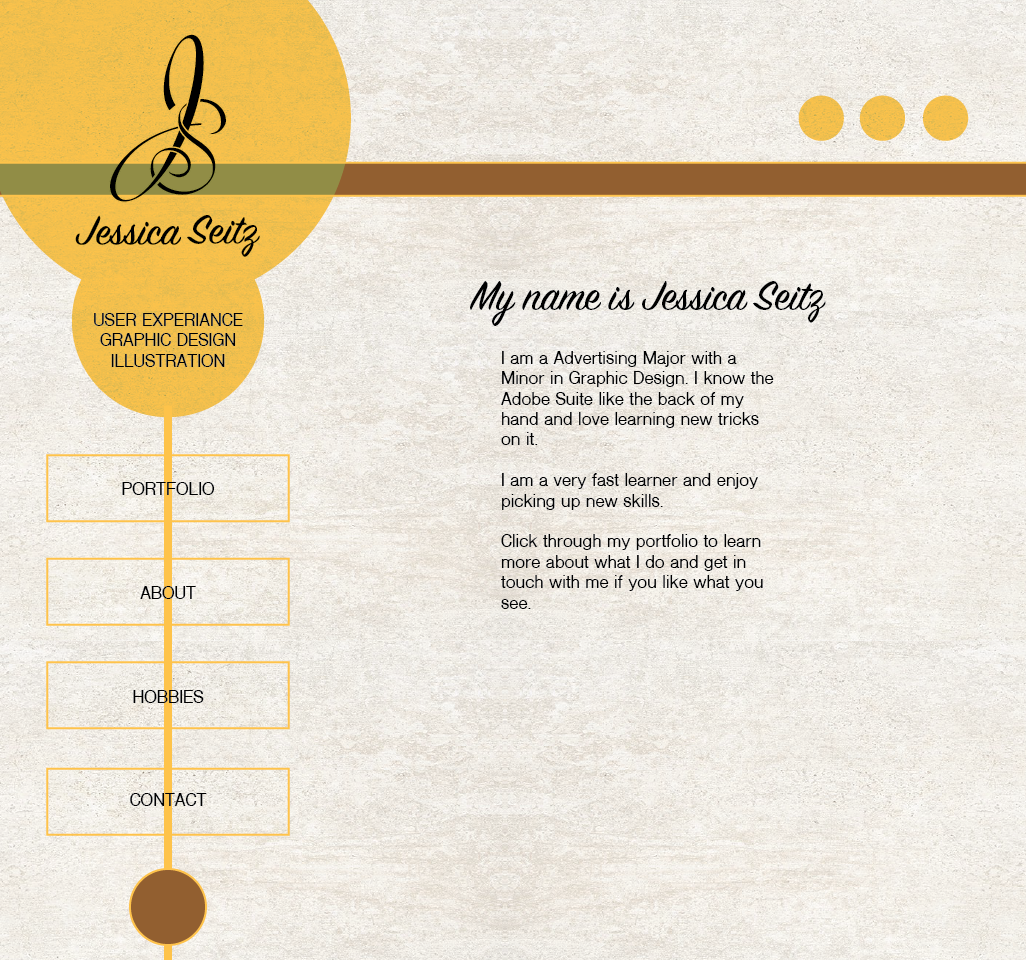 JS
Jessica Seitz
USER EXPERIANCE
GRAPHIC DESIGN
ILLUSTRATION
PORTFOLIO
ABOUT
HOBBIES
CONTACT
My name is Jessica Seitz
I am a Advertising Major with a
Minor in Graphic Design. I know the
Adobe Suite like the back of my
hand and love learning new tricks
on it.
I am a very fast learner and enjoy
picking up new skills.
Click through my portfolio to learn
more about what I do and get in
touch with me if you like what you
see.